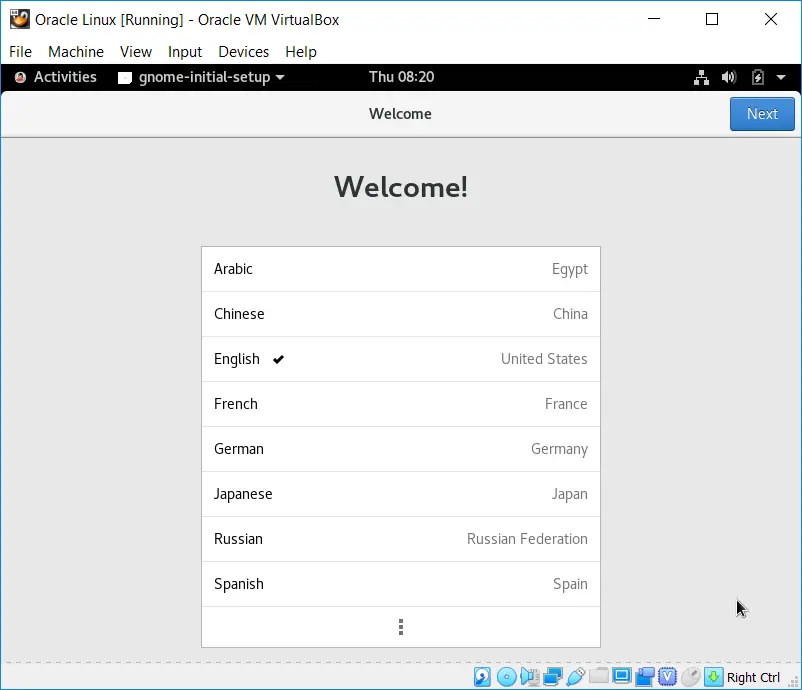 Oracle Linux [Running] - Oracle VM VirtualBox
File Machine View Input Devices Help
Activities gnome-initial-setup Thu 08:20
Welcome Next
Welcome!
Arabic Egypt
Chinese China
English United States
French France
German Germany
Japanese Japan
Russian Russian Federation
Spanish Spain
Right Ctrl